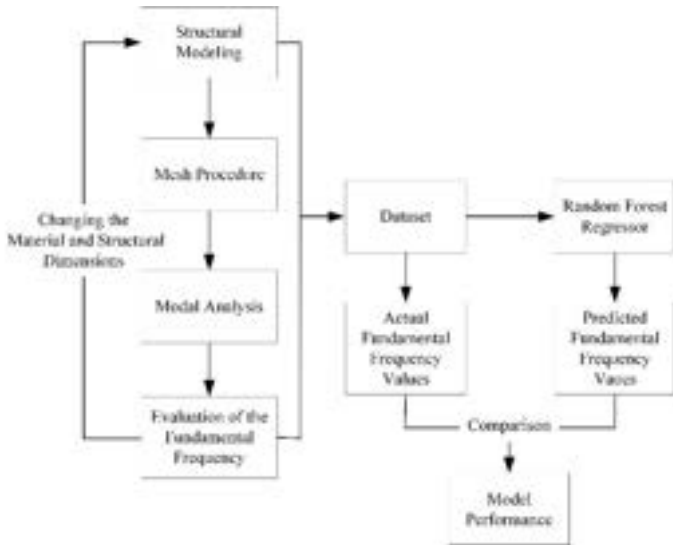 Structural
Modeling
Mesh Procedure
Changing the
Material and Structural
Dimensions
Modal Analysis
Evaluation of the
Fundamental
Frequency
Dataset
Random Forest
Regressor
Actual
Fundamental
Frequency
Values
Predicted
Fundamental
Frequency
Comparison
Model
Performance